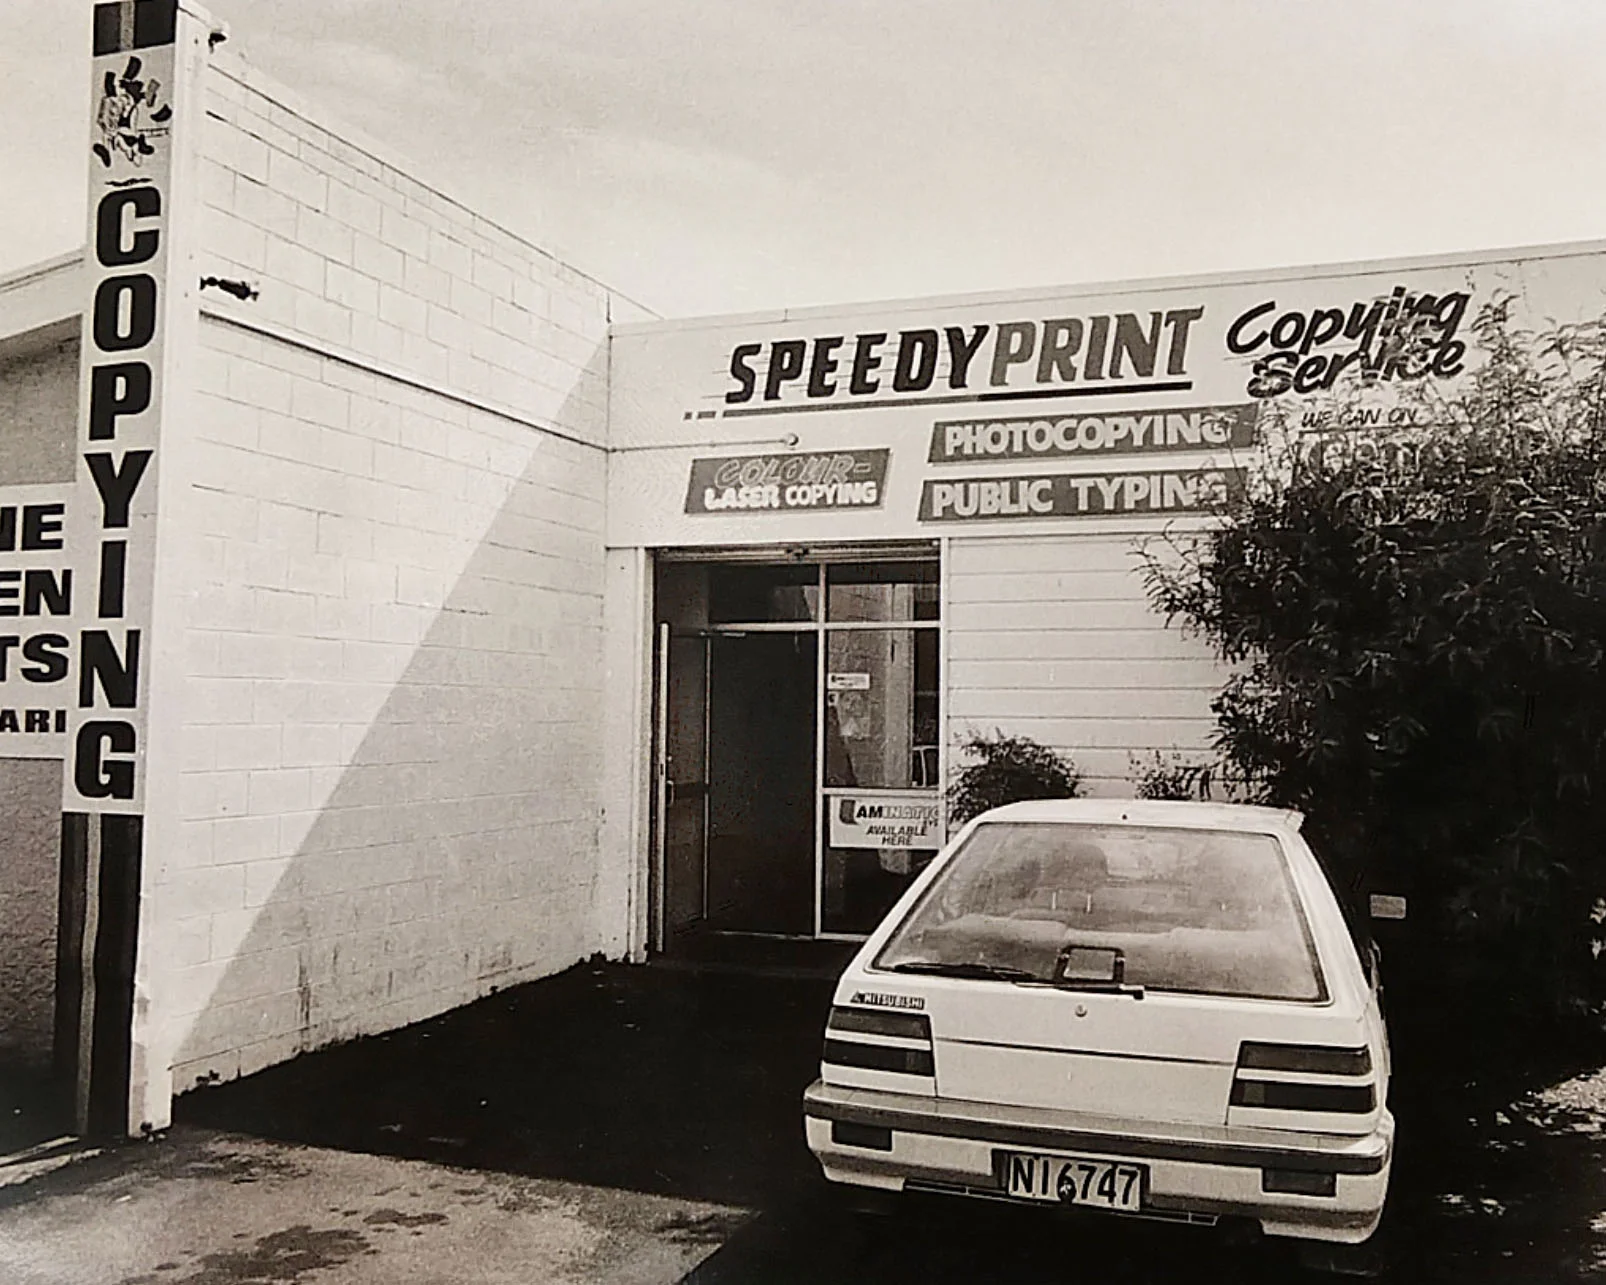 COPYING
NE
EN
TS
ARI
SPEEDYPRINT
Copying
Service
COLOUR-
LASER COPYING
PHOTOCOPYING
PUBLIC TYPING
WE CAN ON
LAMINATIO
AVAILABLE
HERE
MITSUBISHI
NI6747